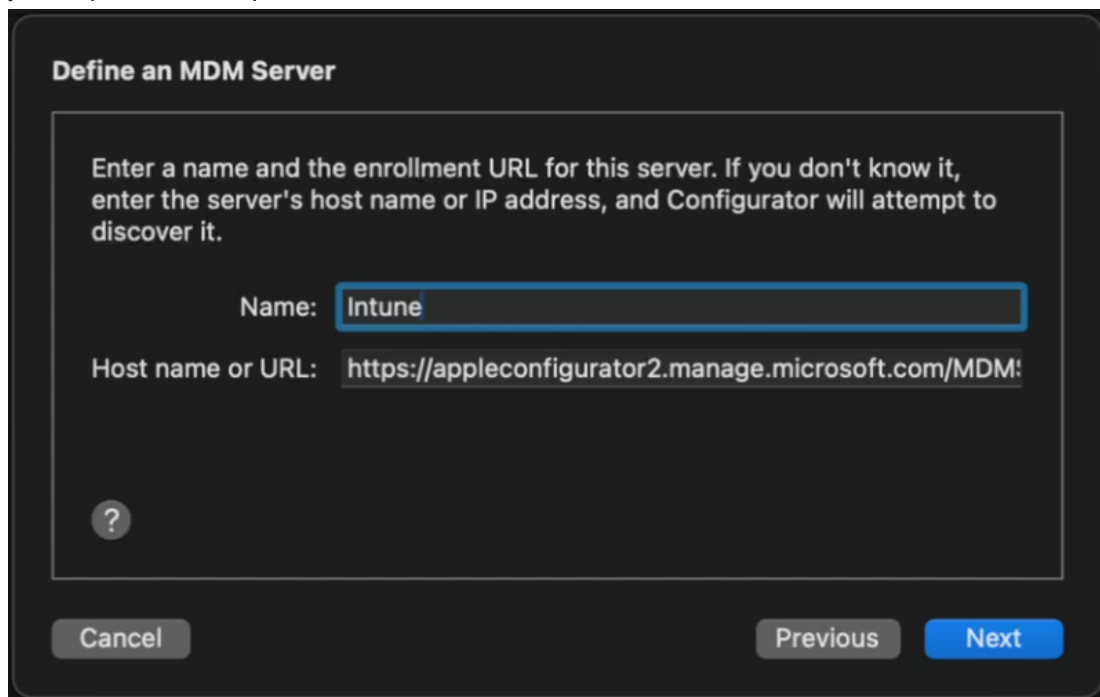 Define an MDM Server
Enter a name and the enrollment URL for this server. If you don't know it,
enter the server's host name or IP address, and Configurator will attempt to
discover it.
Name: Intune
Host name or URL: https://appleconfigurator2.manage.microsoft.com/MDM
?
Cancel Previous Next